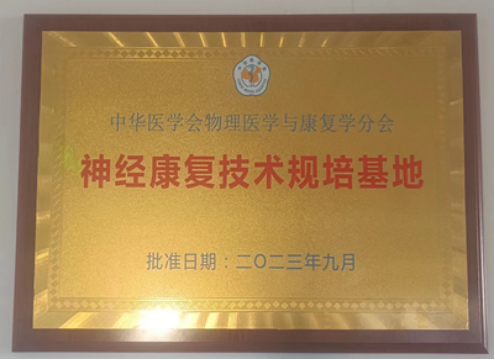 中华医学会物理医学与康复学分会
神经康复技术规培基地
批准日期：二〇二三年九月